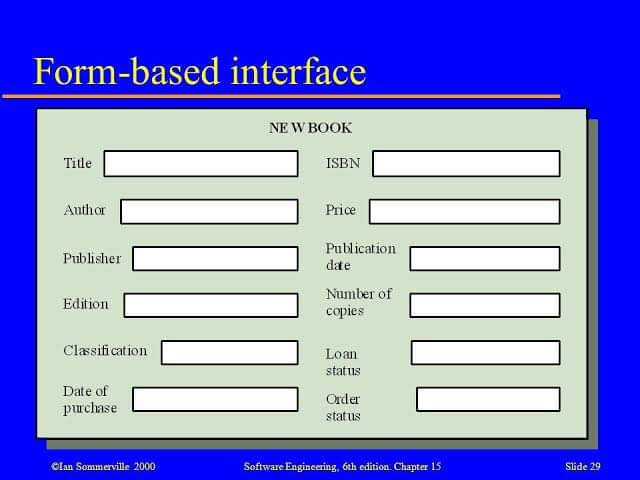 Form-based interface
NEW BOOK
Title
ISBN
Author
Price
Publisher
Publication
date
Edition
Number of
copies
Classification
Loan
status
Date of
purchase
Order
status
©Ian Sommerville 2000
Software Engineering, 6th edition. Chapter 15
Slide 29